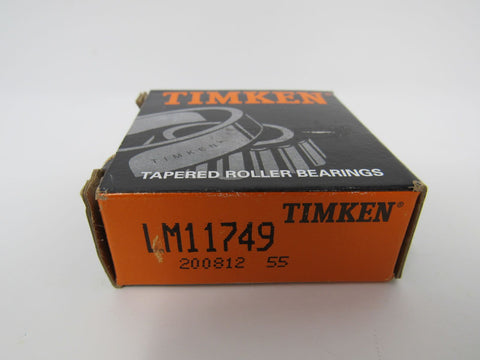 TIMKEN
TIMKEN
TAPERED ROLLER BEARINGS
TIMKEN®
LM11749
200812 55